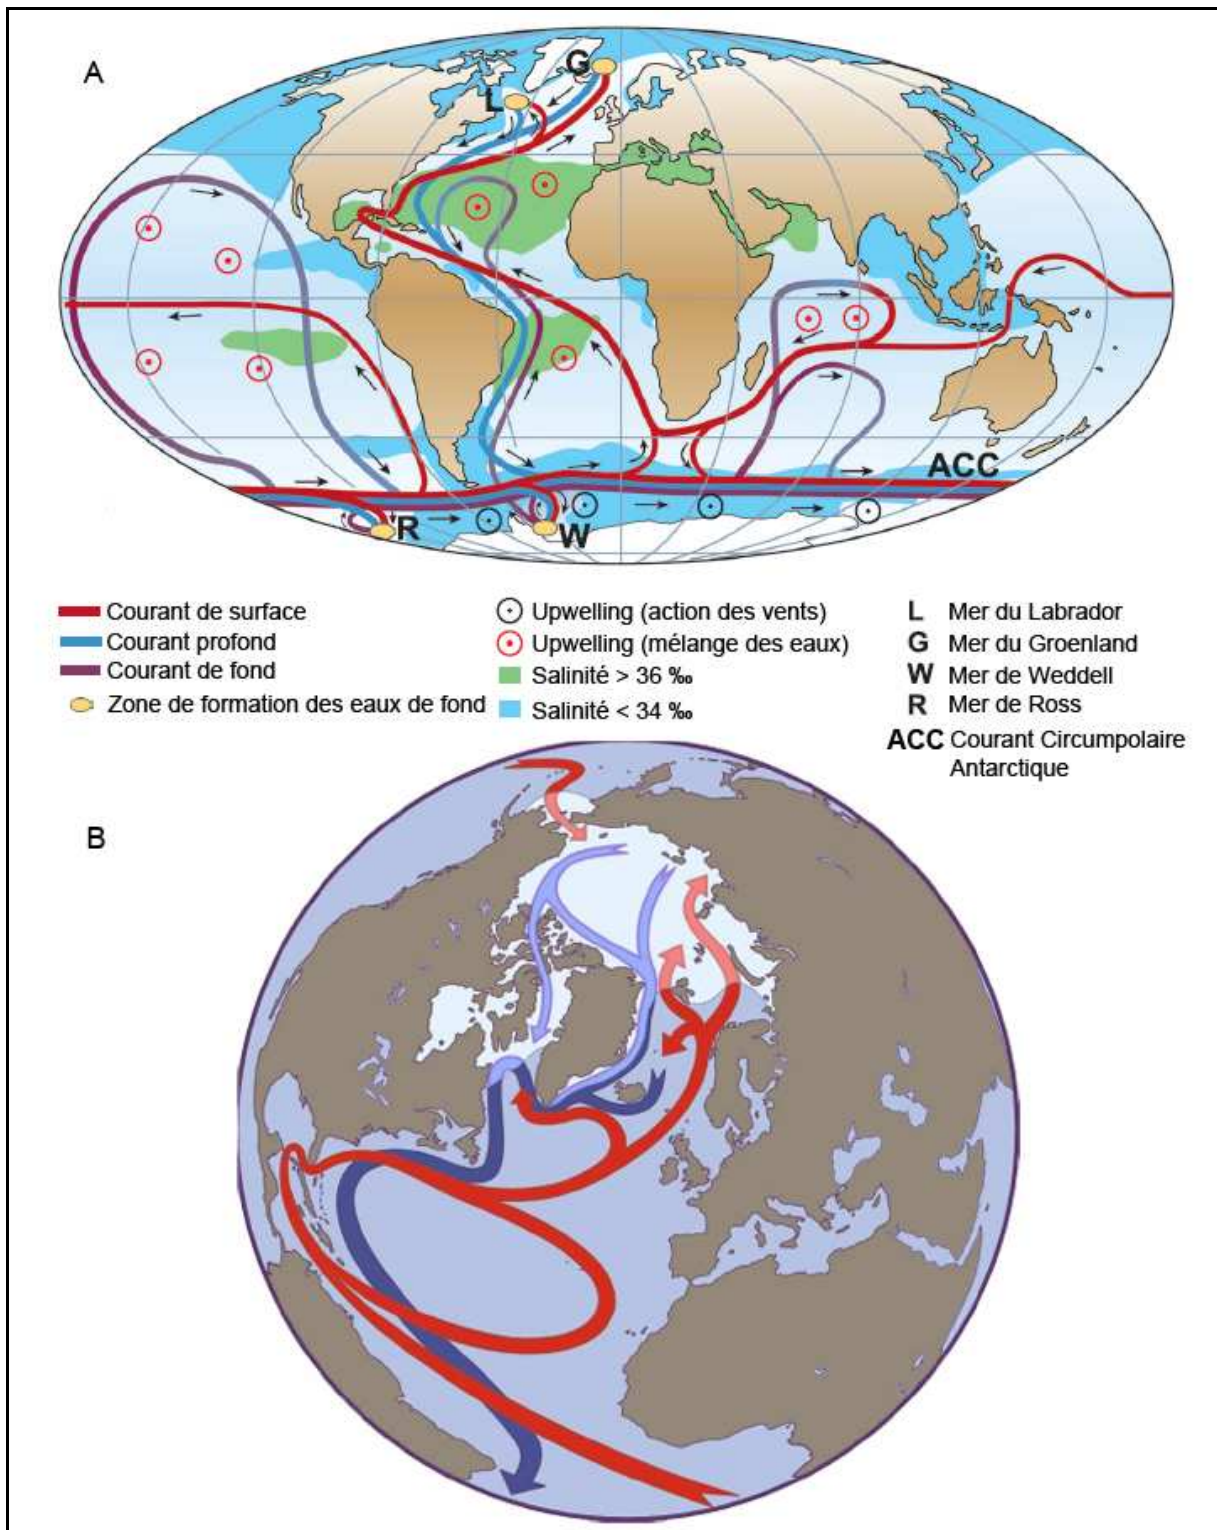 A
G
L
ACC
R
W
Courant de surface
Courant profond
Courant de fond
Zone de formation des eaux de fond
Upwelling (action des vents)
Upwelling (mélange des eaux)
Salinité > 36 ‰
Salinité < 34 ‰
L Mer du Labrador
G Mer du Groenland
W Mer de Weddell
R Mer de Ross
ACC Courant Circumpolaire
Antarctique
B